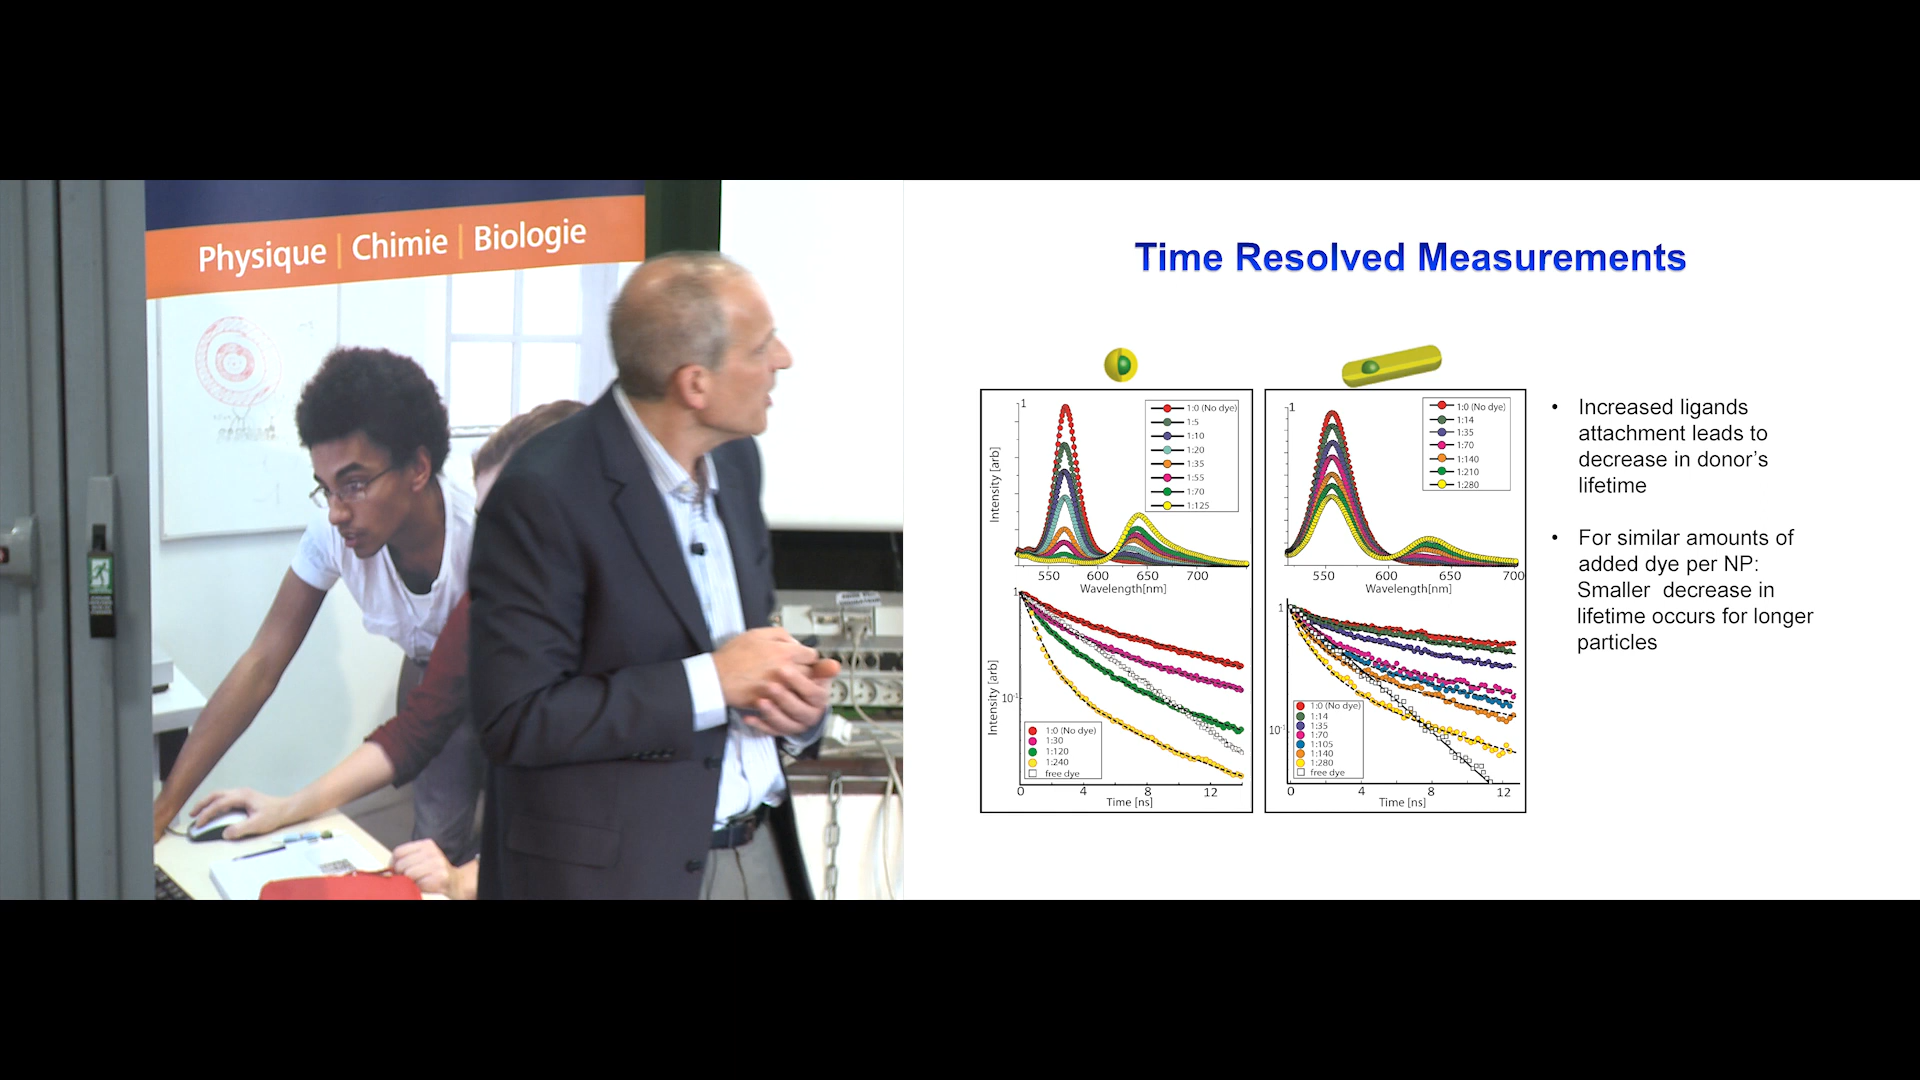 Physique | Chimie | Biologie
Time Resolved Measurements
1
Intensity [arb]
1:0 (No dye)
1:5
1:10
1:20
1:35
1:55
1:70
1:125
550 600 650 700
Wavelength[nm]
1
1:0 (No dye)
1:14
1:35
1:70
1:140
1:210
1:280
550 600 650 700
Wavelength[nm]
1
10-1
Intensity [arb]
1:0 (No dye)
1:30
1:120
1:240
free dye
0 4 8 12
Time [ns]
1
10-1
1:0 (No dye)
1:14
1:35
1:70
1:105
1:140
1:280
free dye
0 4 8 12
Time [ns]
• Increased ligands
attachment leads to
decrease in donor’s
lifetime
• For similar amounts of
added dye per NP:
Smaller decrease in
lifetime occurs for longer
particles